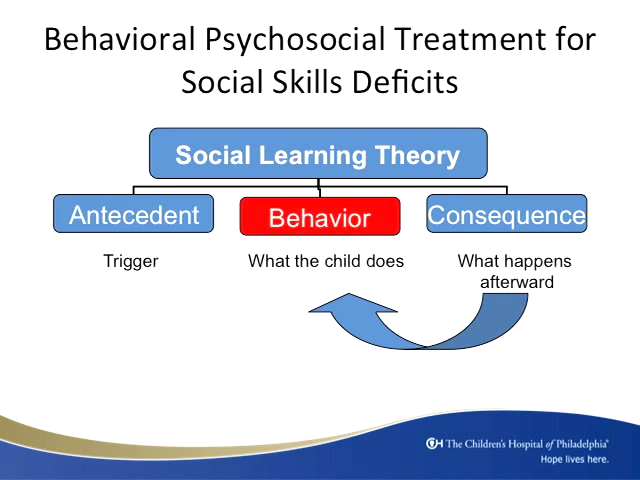 Behavioral Psychosocial Treatment for
Social Skills Deficits
Social Learning Theory
Antecedent
Behavior
Consequence
Trigger
What the child does
What happens
afterward
CH The Children's Hospital of Philadelphia®
Hope lives here.